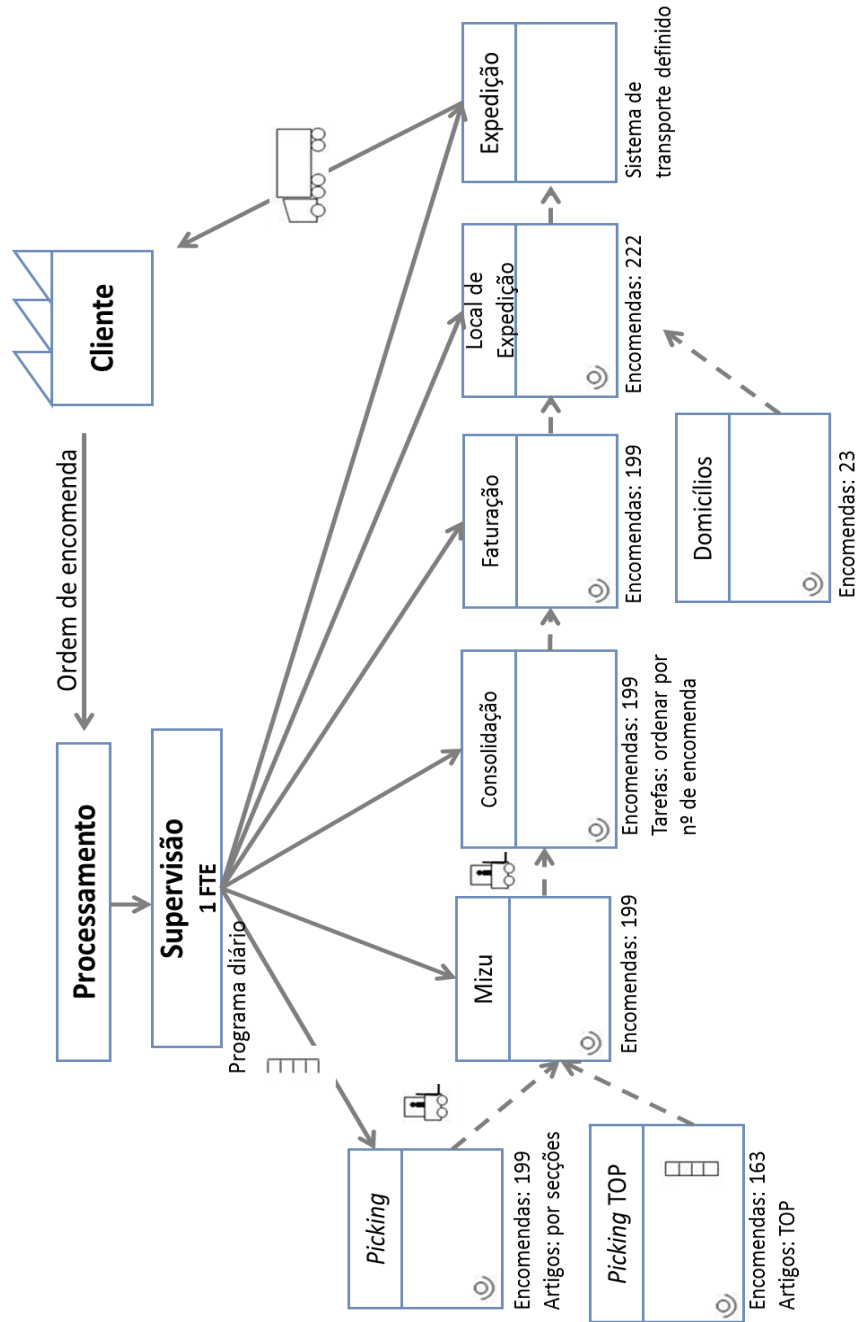 Cliente
Ordem de encomenda
Processamento
Supervisão
1 FTE
Programa diário
Picking
Encomendas: 199
Artigos: por secções
Picking TOP
Encomendas: 163
Artigos: TOP
Mizu
Encomendas: 199
Consolidação
Encomendas: 199
Tarefas: ordenar por
nº de encomenda
Faturação
Encomendas: 199
Local de
Expedição
Encomendas: 222
Domicílios
Encomendas: 23
Expedição
Sistema de
transporte definido